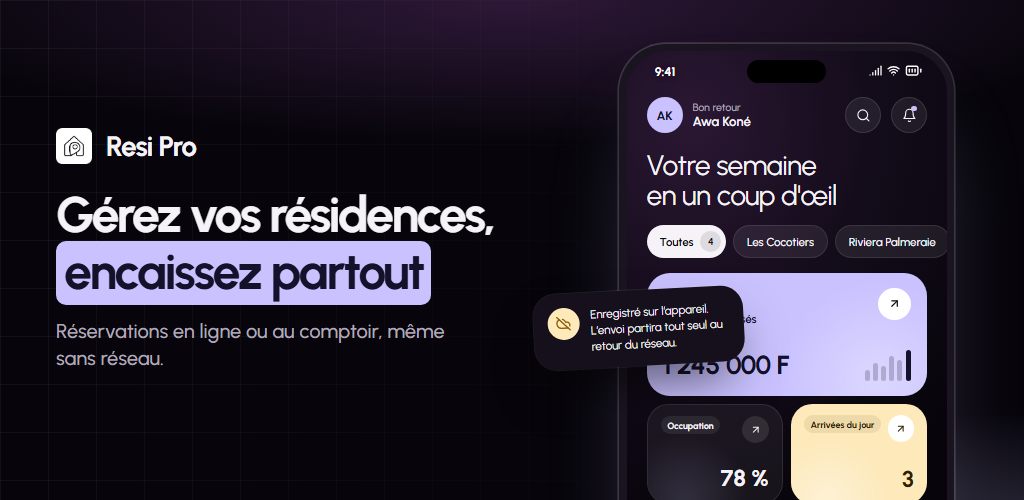 Resi Pro
Gérez vos résidences,
encaissez partout
Réservations en ligne ou au comptoir, même
sans réseau.
9:41
AK
Bon retour
Awa Koné
Votre semaine
en un coup d'œil
Toutes 4
Les Cocotiers
Riviera Palmeraie
Enregistré sur l'appareil.
L'envoi partira tout seul au
retour du réseau.
1 245 000 F
Occupation
78 %
Arrivées du jour
3